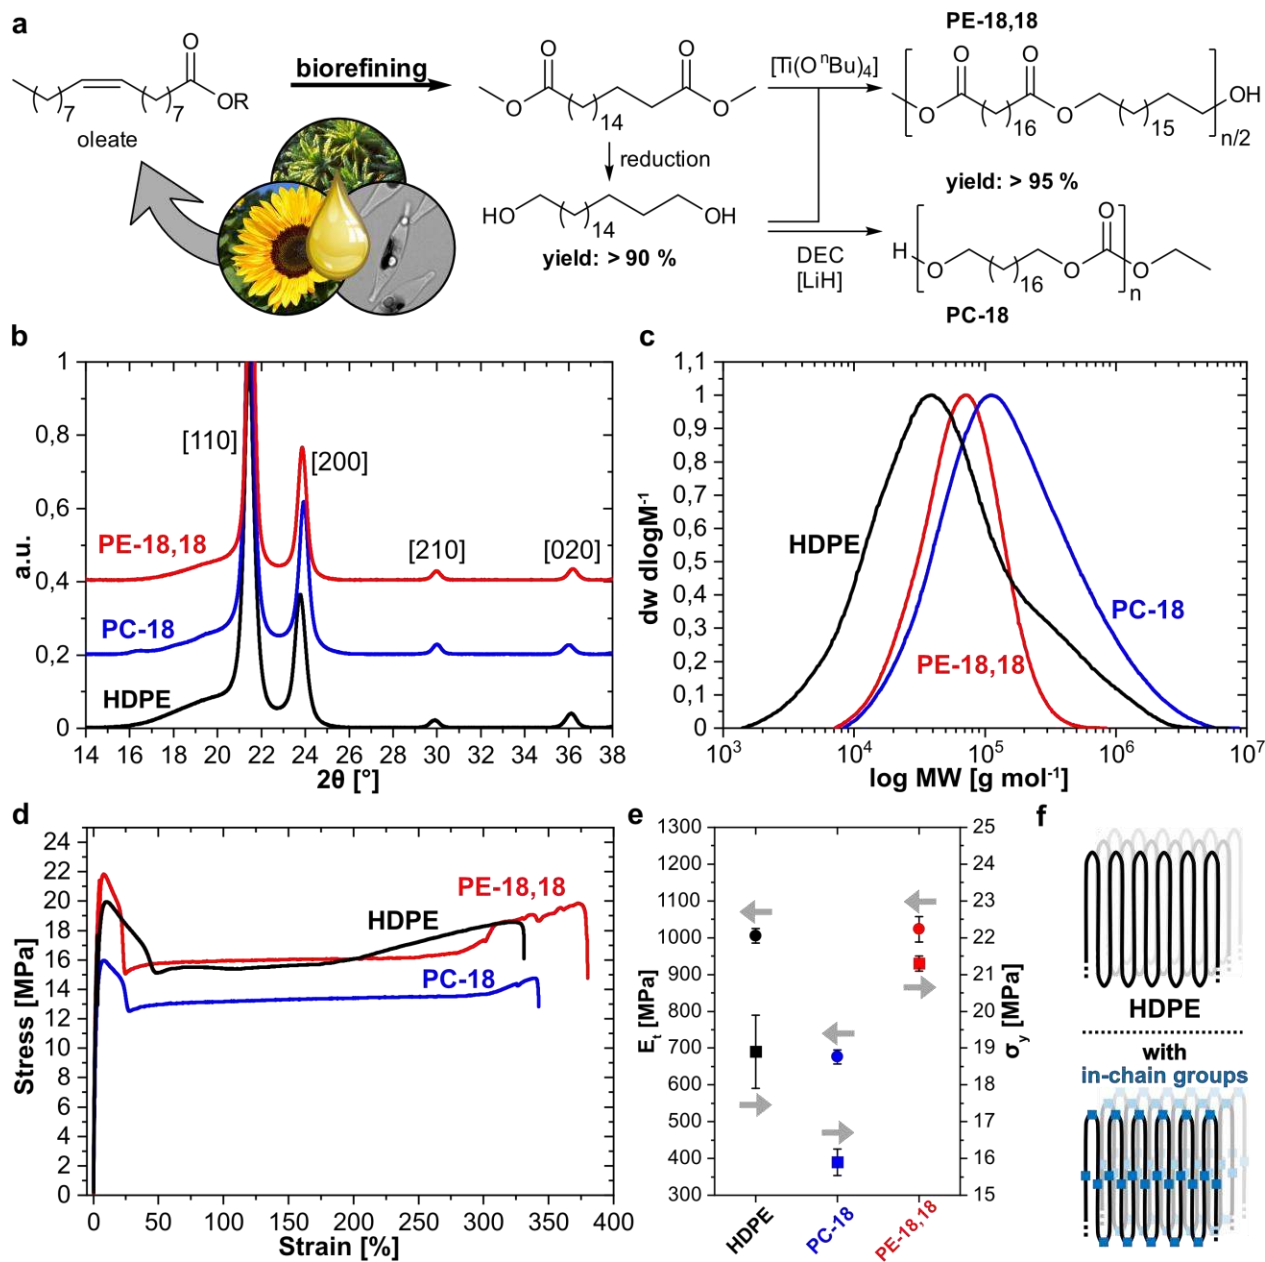 a
oleate
7
7
O
OR
biorefining
O
O
O
O
14
reduction
HO
OH
14
yield: > 90 %
[Ti(OⁿBu)₄]
DEC
[LiH]
PE-18,18
O
O
O
O
16
15
OH
n/2
yield: > 95 %
H
O
16
O
O
O
n
PC-18
b
a.u.
1
0,8
0,6
0,4
0,2
0
[110]
[200]
[210]
[020]
PE-18,18
PC-18
HDPE
14 16 18 20 22 24 26 28 30 32 34 36 38
2θ [°]
c
dw dlogM⁻¹
1,1
1
0,9
0,8
0,7
0,6
0,5
0,4
0,3
0,2
0,1
0
HDPE
PC-18
PE-18,18
10³ 10⁴ 10⁵ 10⁶ 10⁷
log MW [g mol⁻¹]
d
Stress [MPa]
24
22
20
18
16
14
12
10
8
6
4
2
0
PE-18,18
HDPE
PC-18
0 50 100 150 200 250 300 350 400
Strain [%]
e
Eₜ [MPa]
1300
1200
1100
1000
900
800
700
600
500
400
300
25
24
23
22
21
20
19
18
17
16
15
σᵧ [MPa]
HDPE
PC-18
PE-18,18
f
HDPE
with
in-chain groups